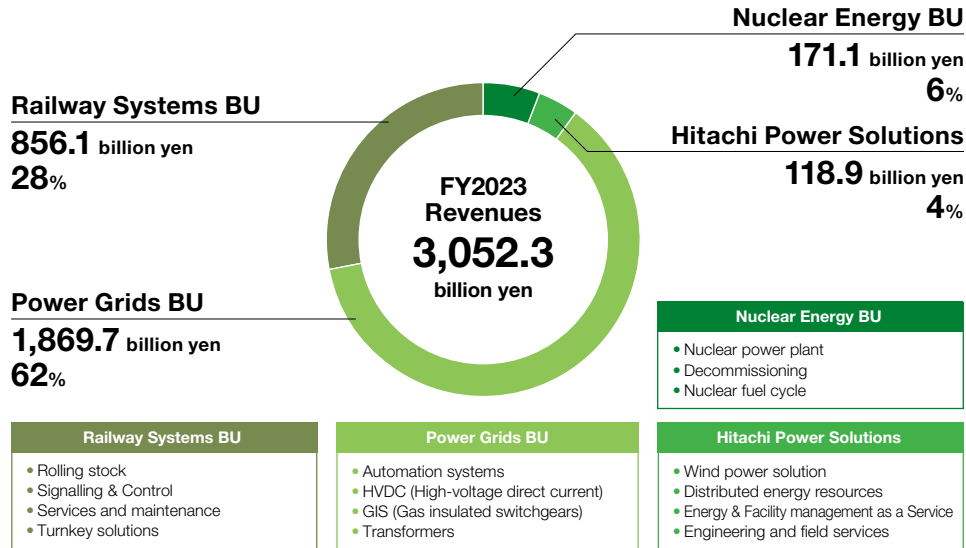 Nuclear Energy BU
171.1 billion yen
6%
Railway Systems BU
856.1 billion yen
28%
Hitachi Power Solutions
118.9 billion yen
4%
FY2023
Revenues
3,052.3
billion yen
Power Grids BU
1,869.7 billion yen
62%
Nuclear Energy BU
• Nuclear power plant
• Decommissioning
• Nuclear fuel cycle
Railway Systems BU
• Rolling stock
• Signalling & Control
• Services and maintenance
• Turnkey solutions
Power Grids BU
• Automation systems
• HVDC (High-voltage direct current)
• GIS (Gas insulated switchgears)
• Transformers
Hitachi Power Solutions
• Wind power solution
• Distributed energy resources
• Energy & Facility management as a Service
• Engineering and field services